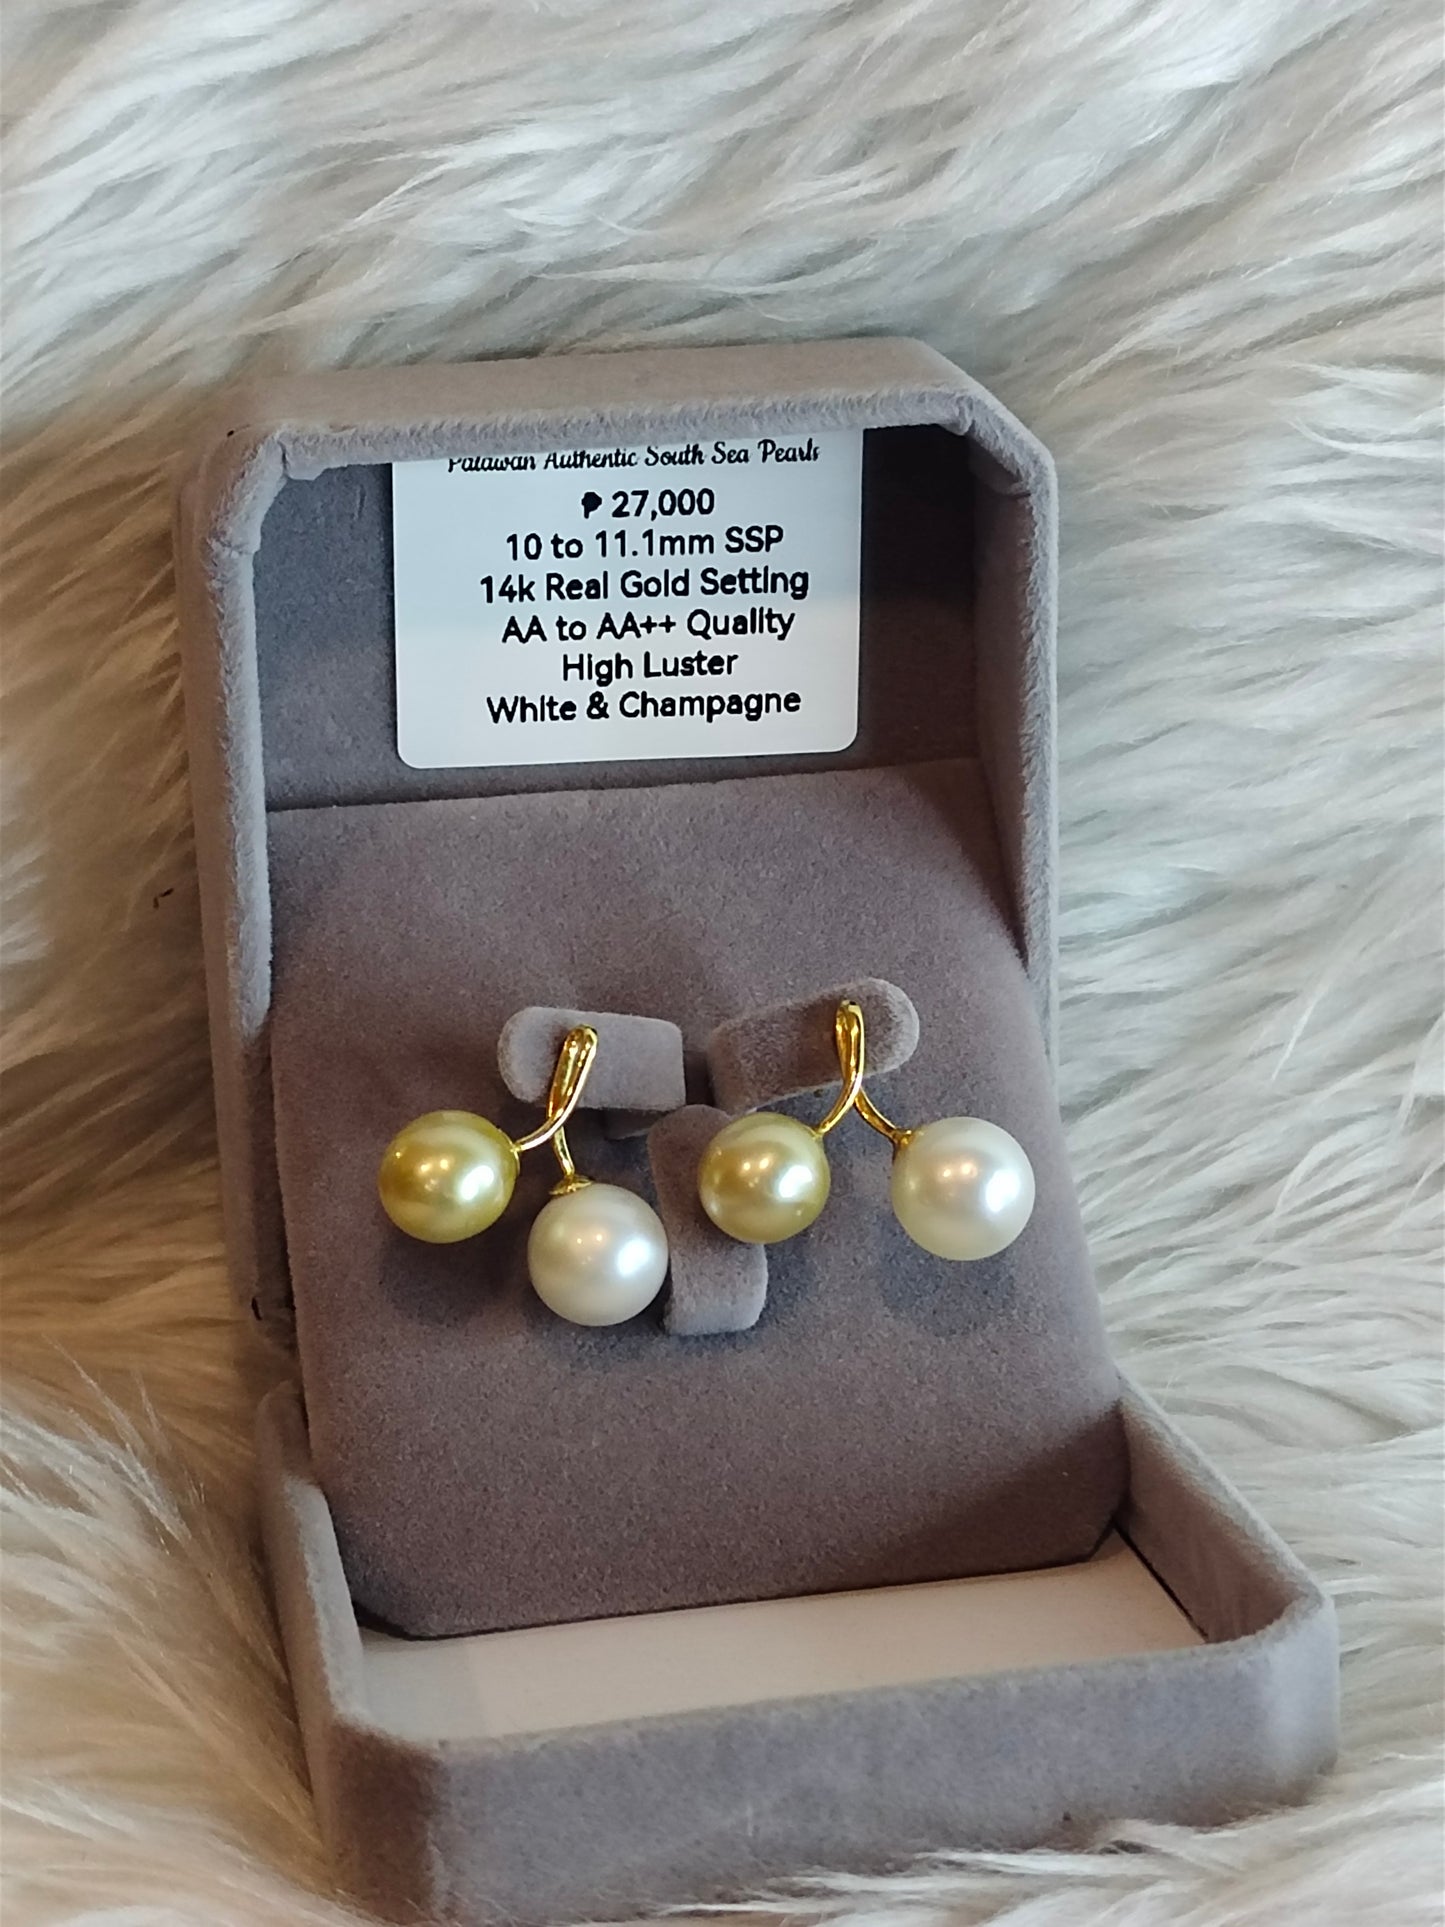 Palawan Authentic South Sea Pearls
₱ 27,000
10 to 11.1mm SSP
14k Real Gold Setting
AA to AA++ Quality
High Luster
White & Champagne